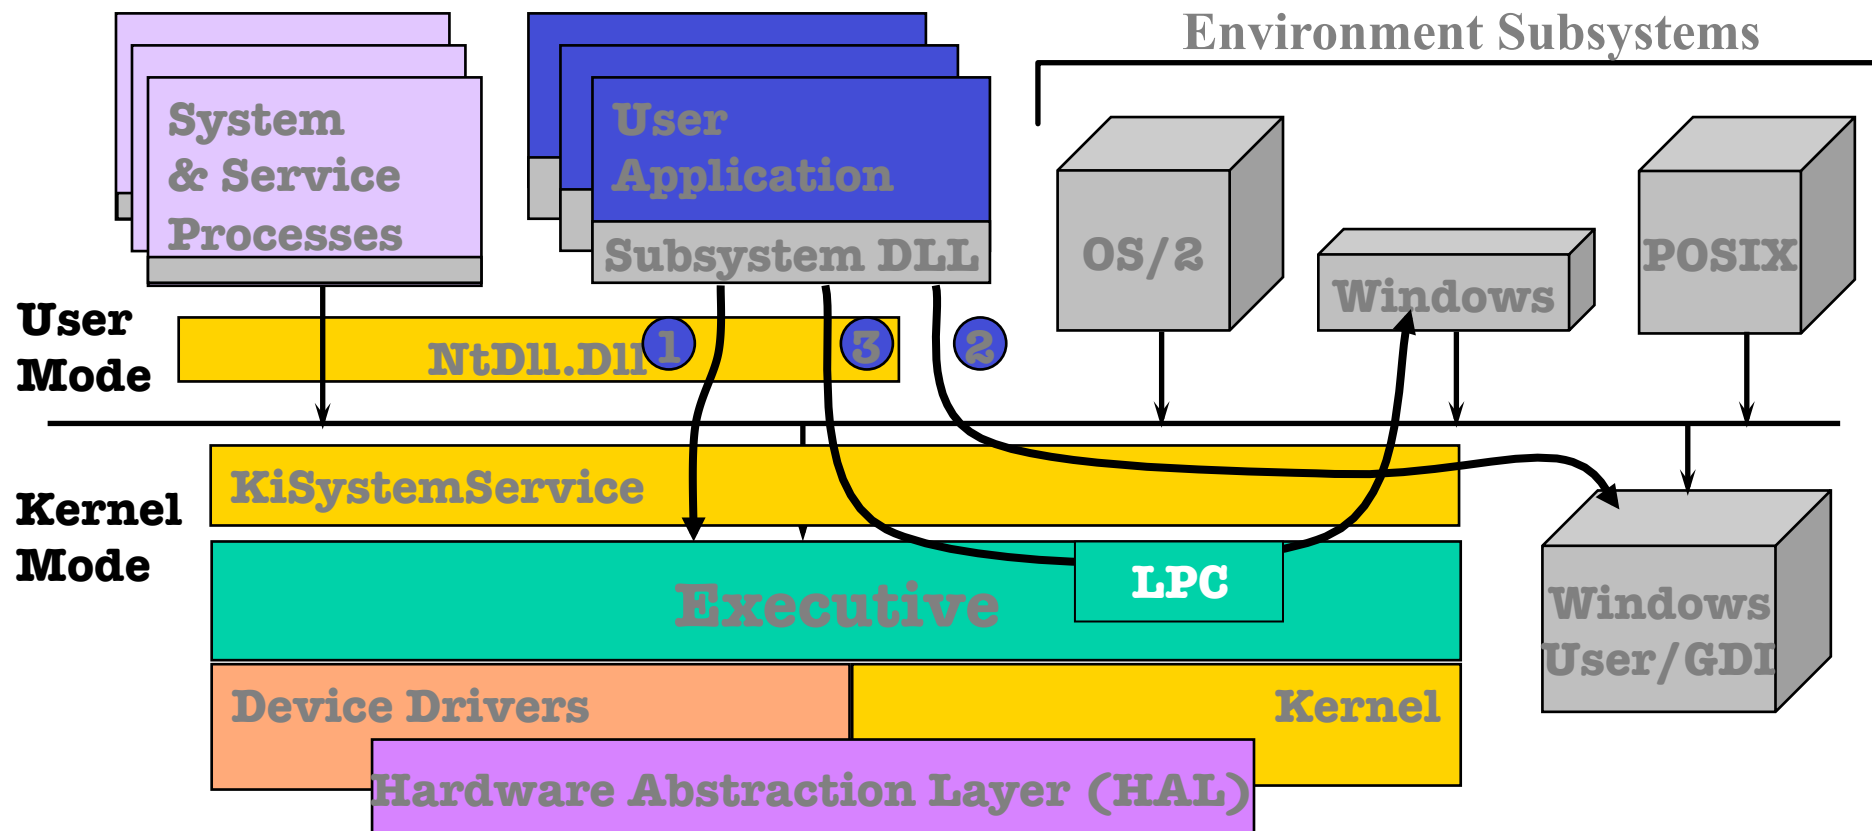 Environment Subsystems
System
& Service
Processes
User
Application
Subsystem DLL
OS/2
Windows
POSIX
User
Mode
NtDll.Dll
1
3
2
KiSystemService
Kernel
Mode
Executive
LPC
Windows
User/GDI
Device Drivers
Kernel
Hardware Abstraction Layer (HAL)